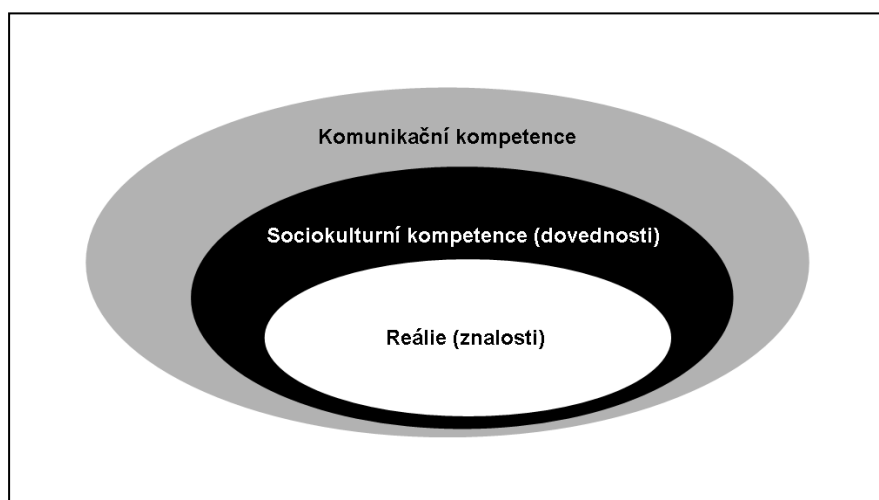 Komunikační kompetence
Sociokulturní kompetence (dovednosti)
Reálie (znalosti)